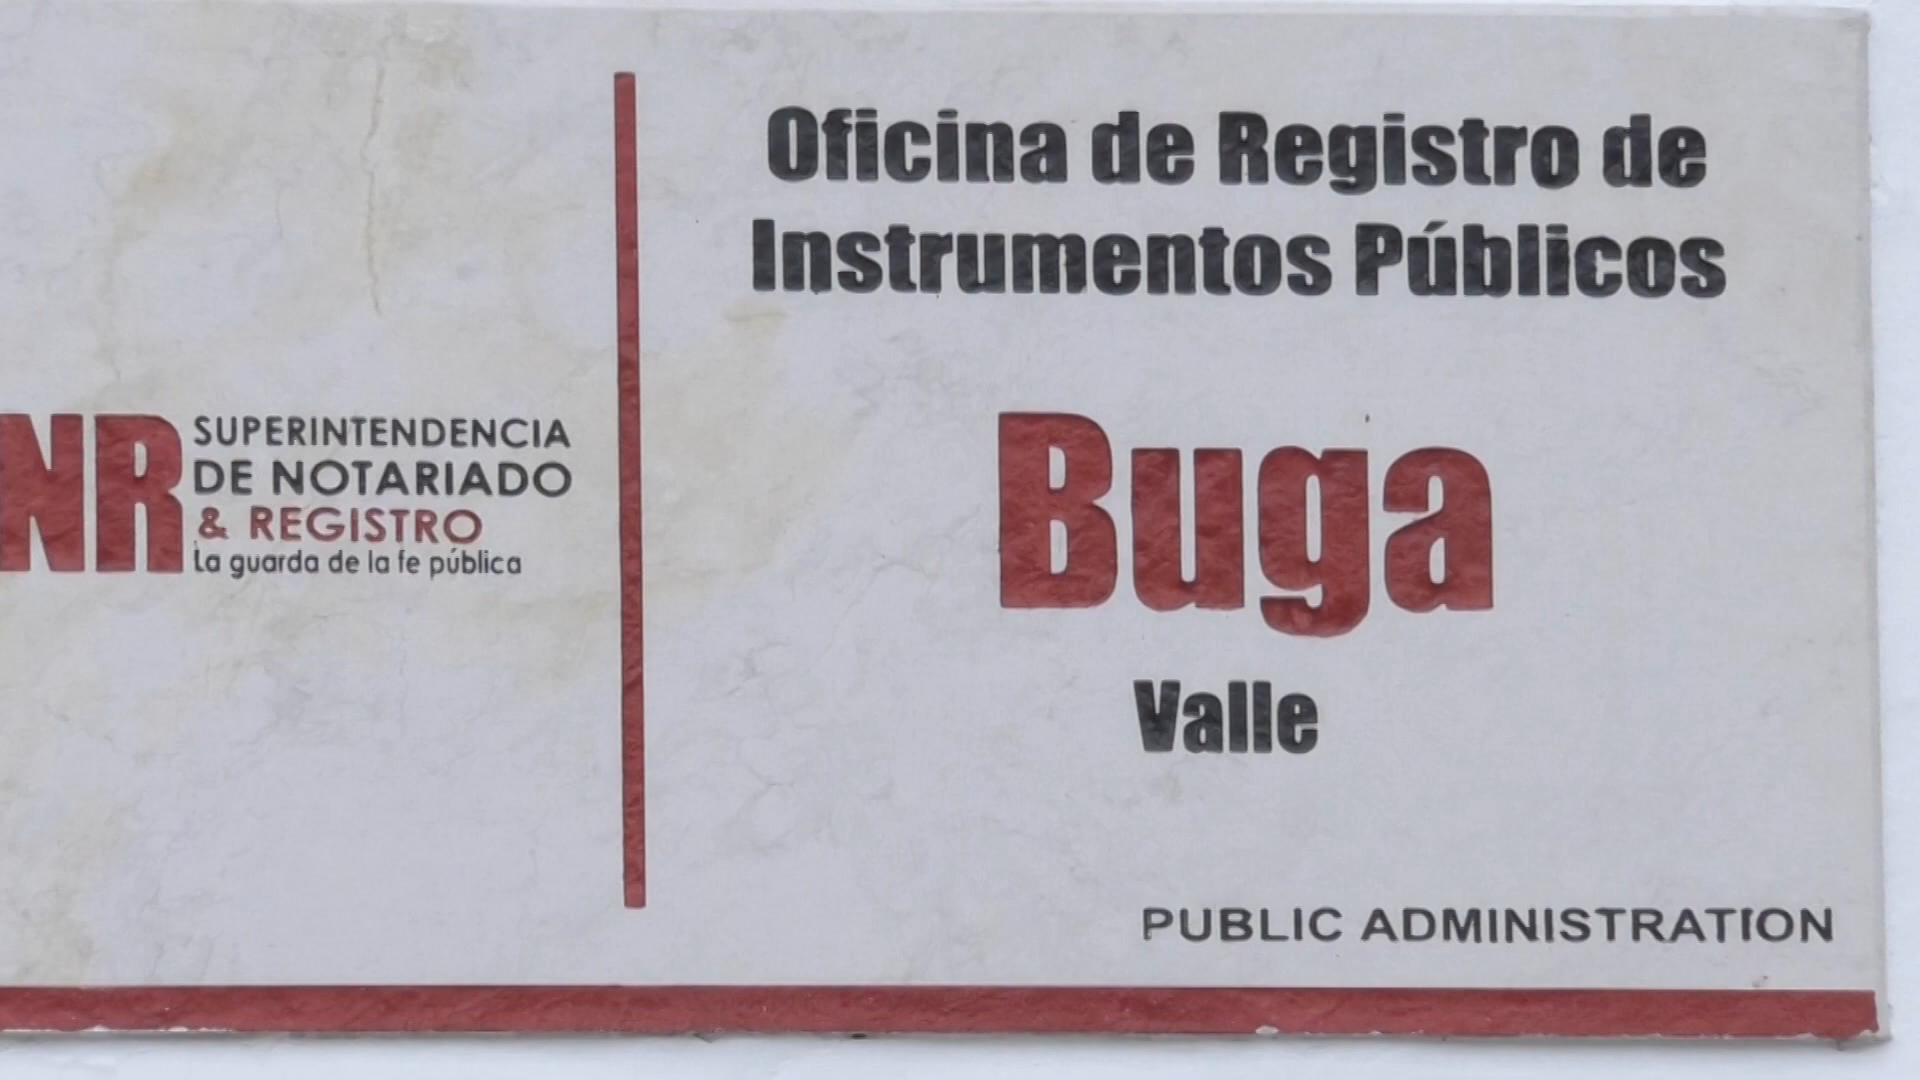 NR
SUPERINTENDENCIA
DE NOTARIADO
& REGISTRO
La guarda de la fe pública
Oficina de Registro de
Instrumentos Públicos
Buga
Valle
PUBLIC ADMINISTRATION